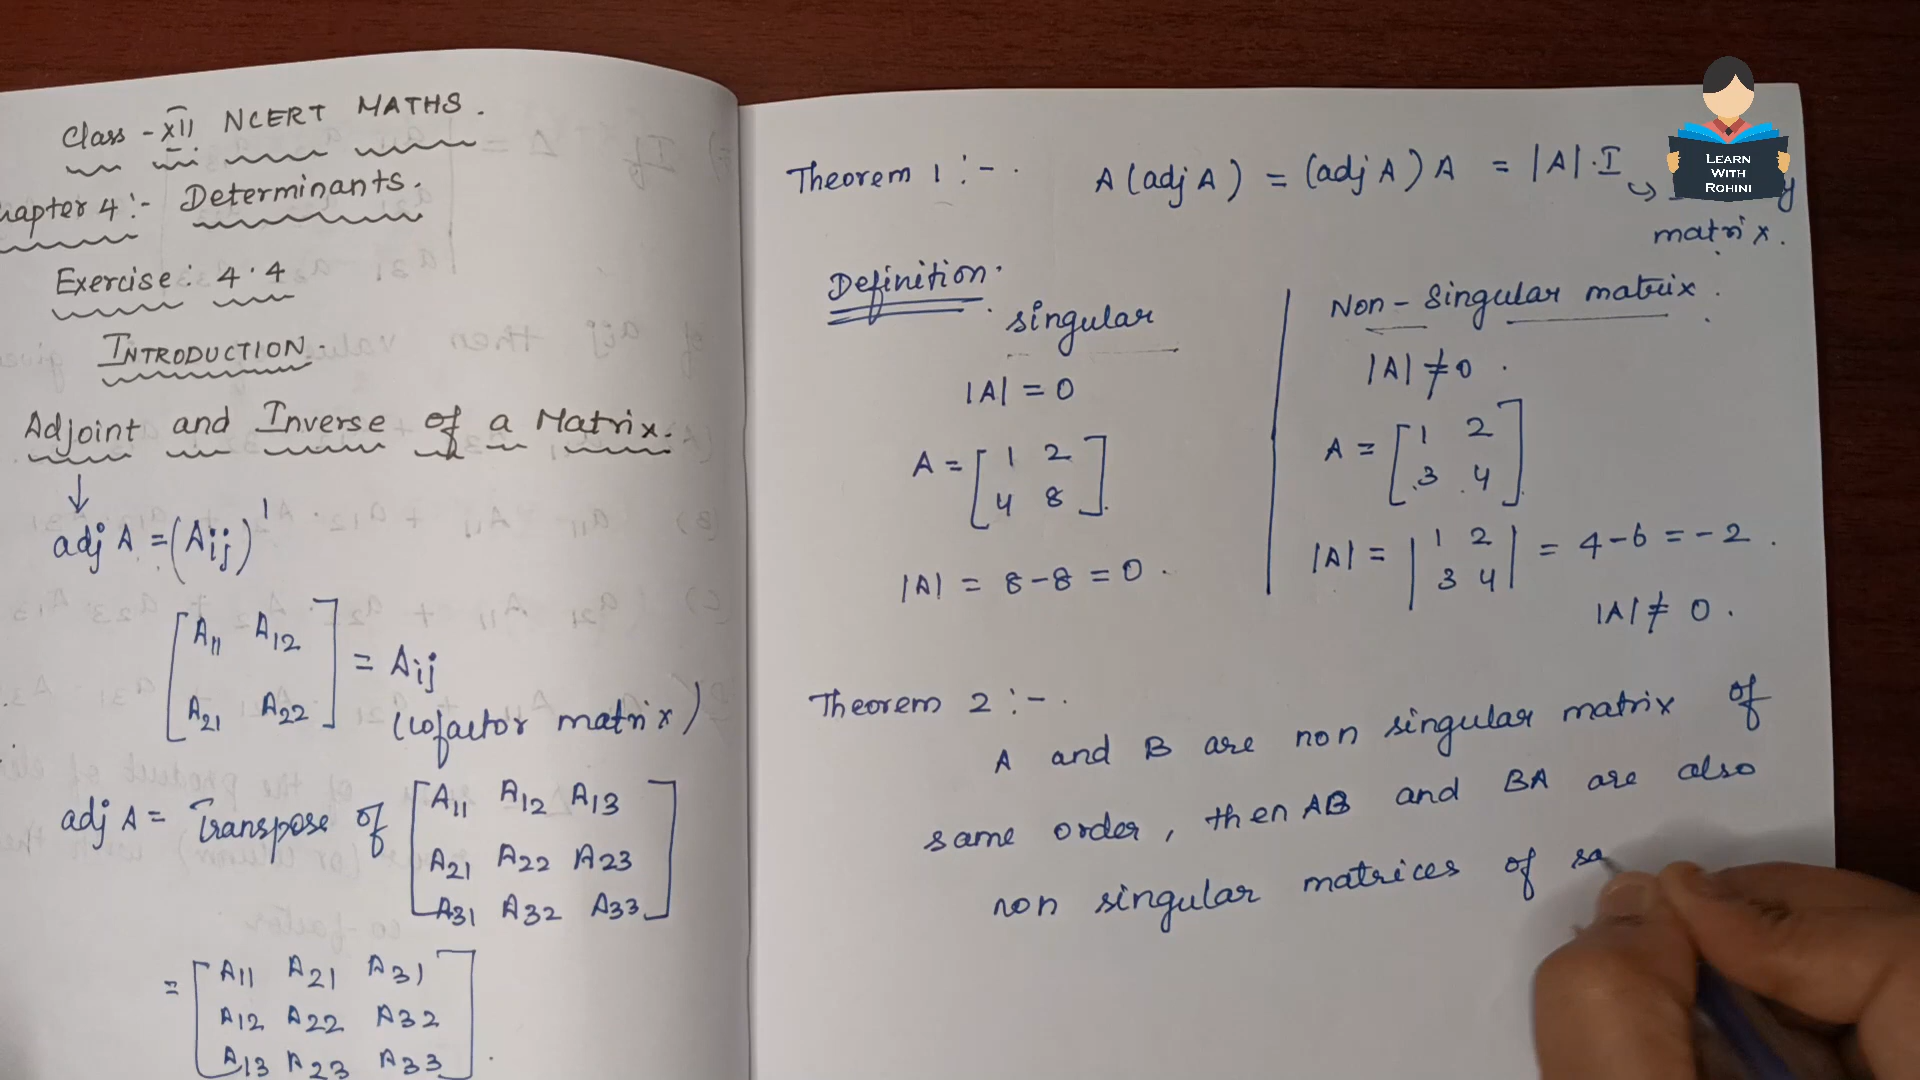 Class - XII NCERT MATHS.
hapter 4 :- Determinants.
Exercise: 4.4
INTRODUCTION.
Adjoint and Inverse of a Matrix.
↓
adj A = (Aij)'
[A11 A12
A21 A22] = Aij
(cofactor matrix)
adj A = Transpose of [A11 A12 A13
A21 A22 A23
A31 A32 A33]
= [A11 A21 A31
A12 A22 A32
A13 A23 A33].
Theorem 1 :- A(adj A) = (adj A) A = |A|. I
matrix.
Definition.
singular
|A| = 0
A = [1 2
4 8]
|A| = 8 - 8 = 0.
Non - Singular matrix.
|A| ≠ 0.
A = [1 2
3 4]
|A| = |1 2
3 4| = 4 - 6 = -2.
|A| ≠ 0.
Theorem 2 :-.
A and B are non singular matrix of
same order, then AB and BA are also
non singular matrices of sa
LEARN
WITH
ROHINI